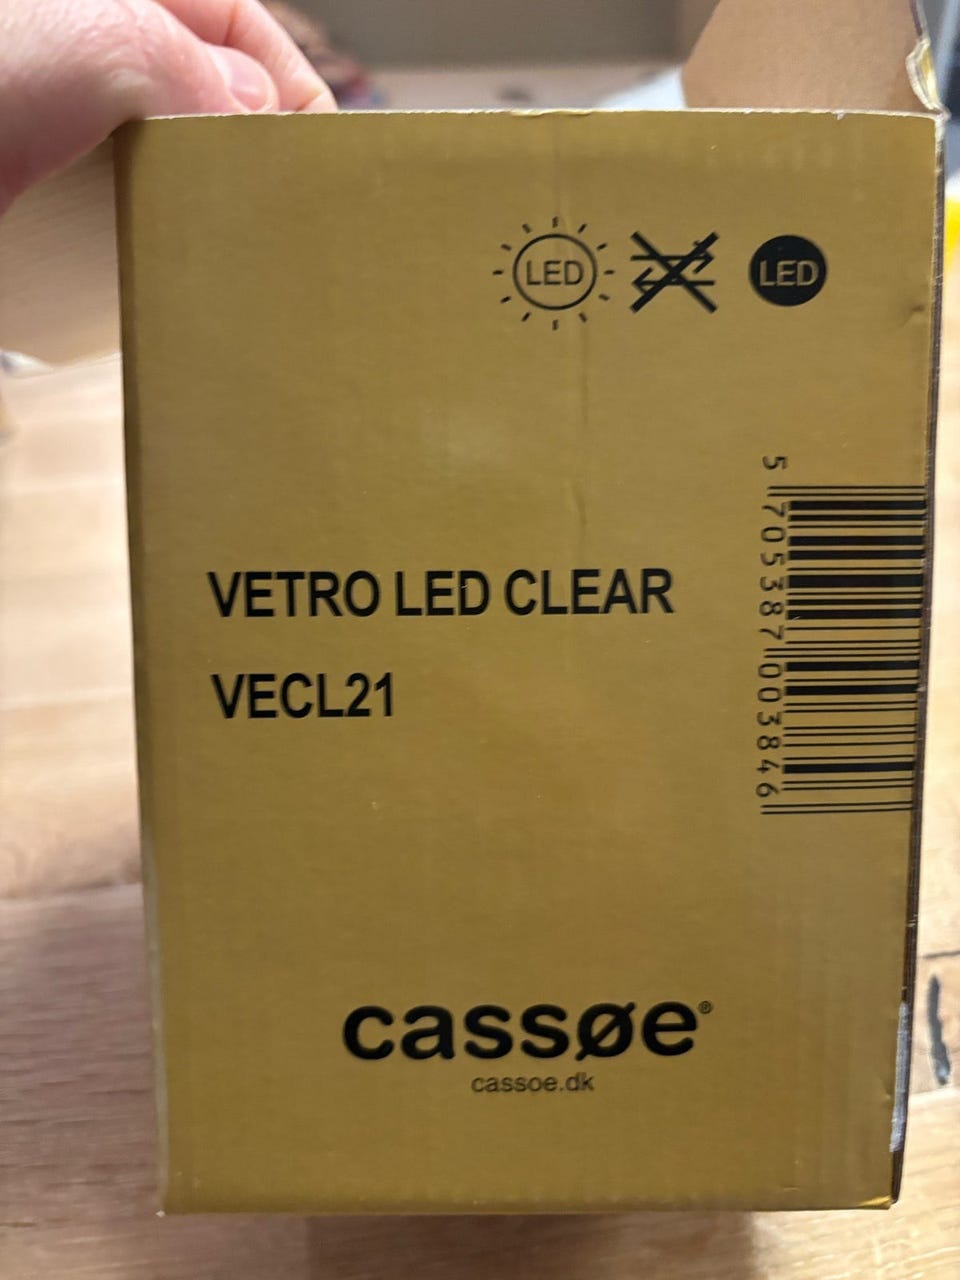 LED
LED
5 705387 003846
VETRO LED CLEAR
VECL21
cassøe®
cassoe.dk